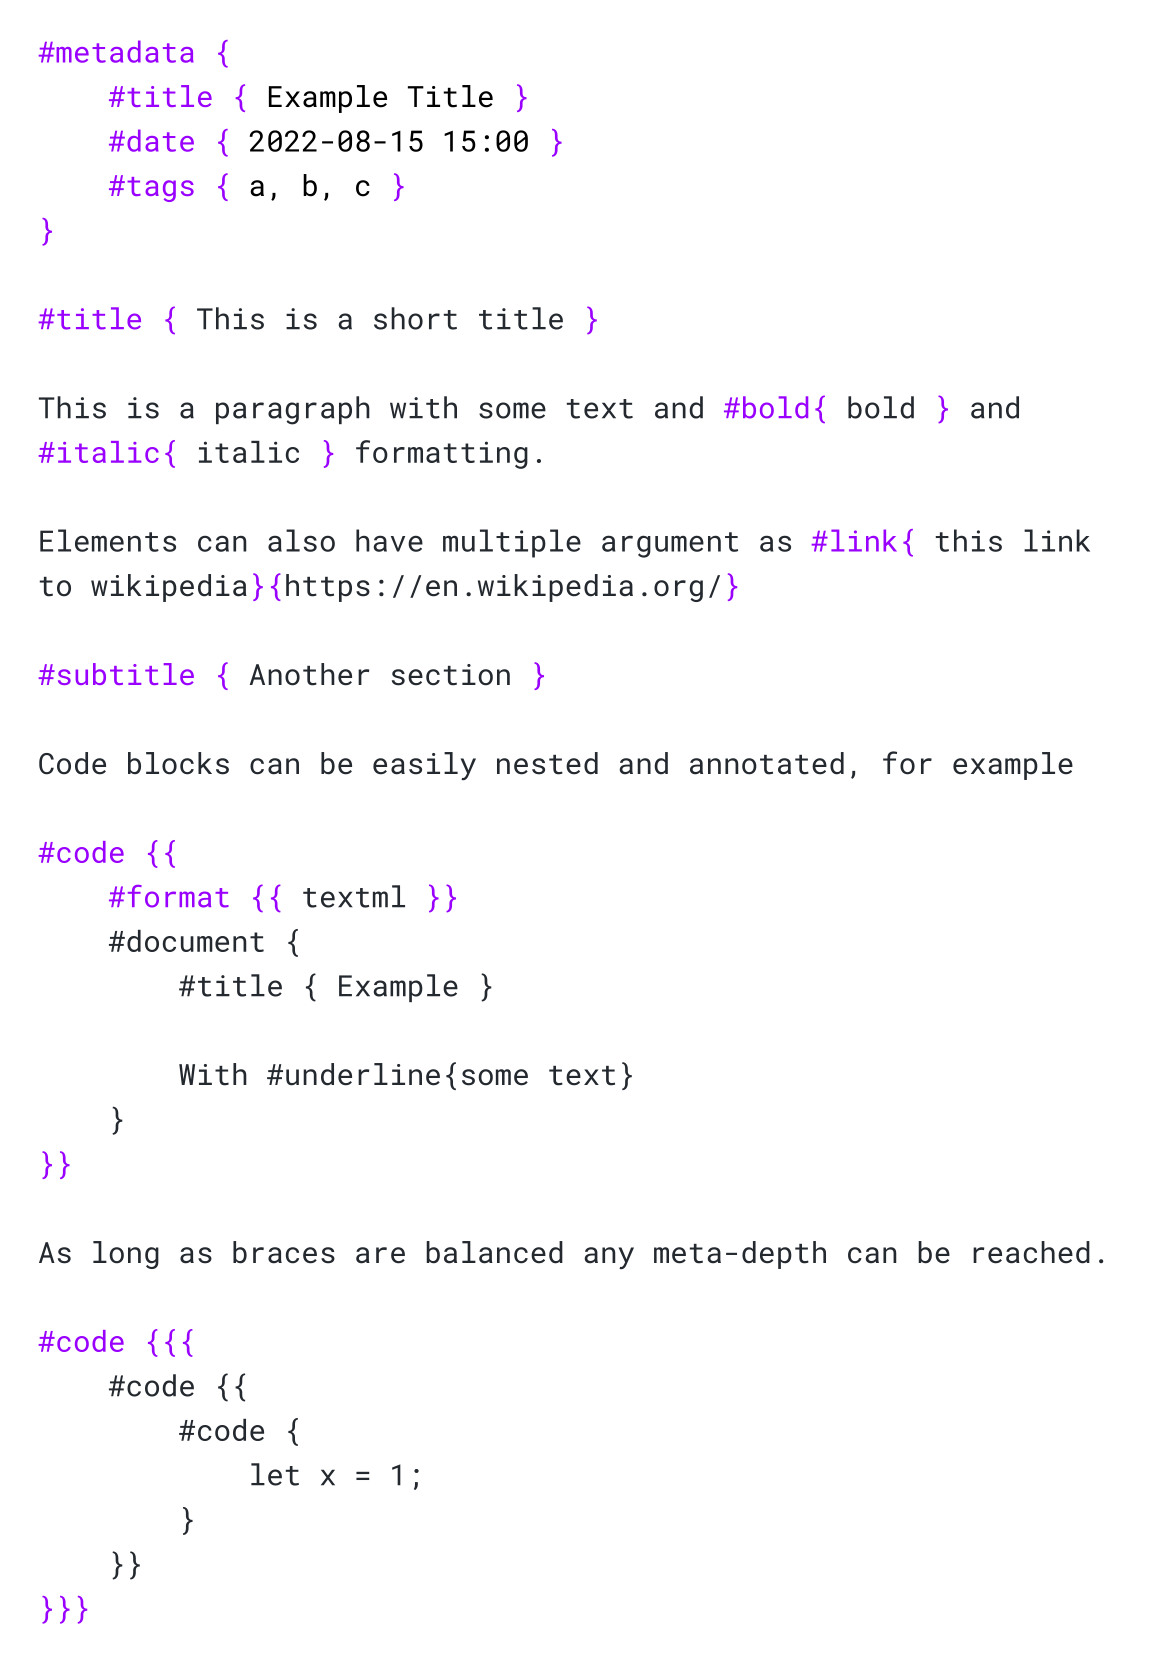 #metadata {
    #title { Example Title }
    #date { 2022-08-15 15:00 }
    #tags { a, b, c }
}

#title { This is a short title }

This is a paragraph with some text and #bold{ bold } and
#italic{ italic } formatting.

Elements can also have multiple argument as #link{ this link
to wikipedia}{https://en.wikipedia.org/}

#subtitle { Another section }

Code blocks can be easily nested and annotated, for example

#code {{
    #format {{ textml }}
    #document {
        #title { Example }

        With #underline{some text}
    }
}}

As long as braces are balanced any meta-depth can be reached.

#code {{{
    #code {{
        #code {
            let x = 1;
        }
    }}
}}}